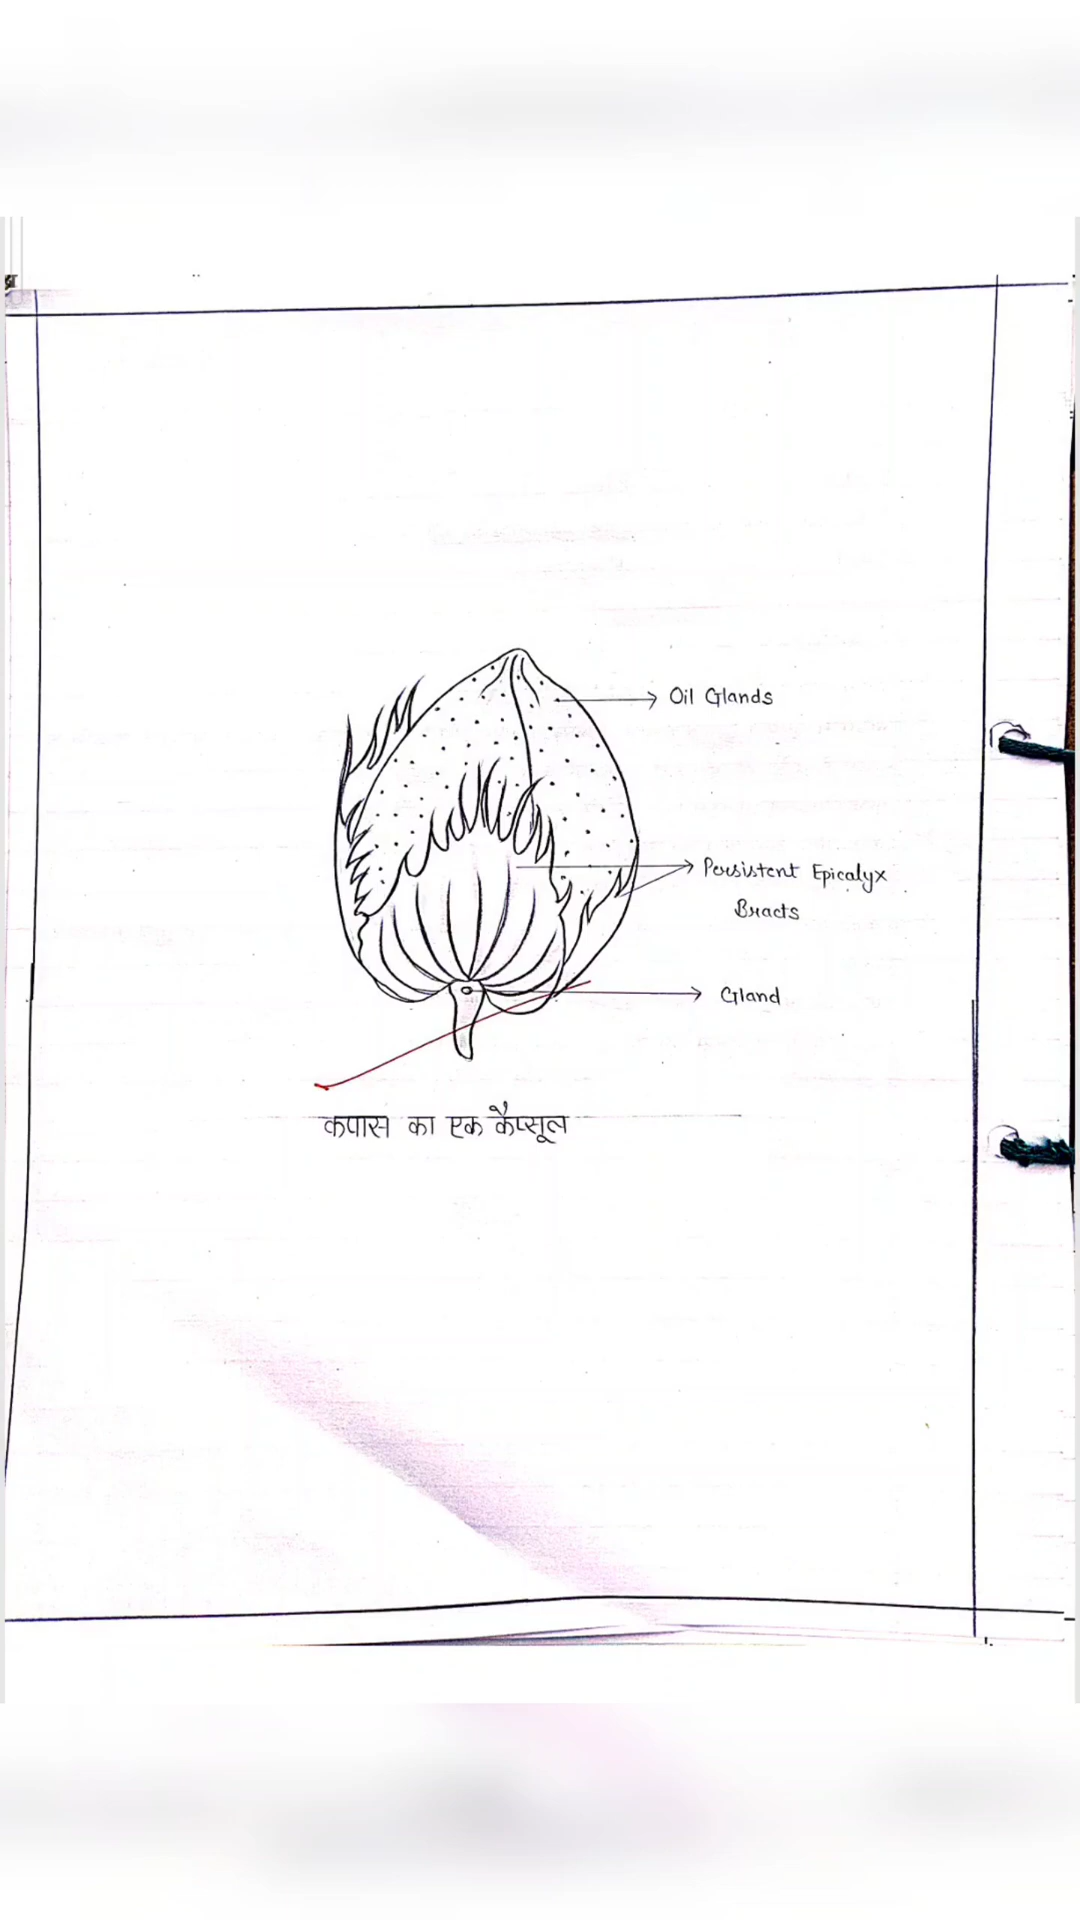 Oil Glands
Persistent Epicalyx
Bracts
Gland
कपास का एक कैप्सूल